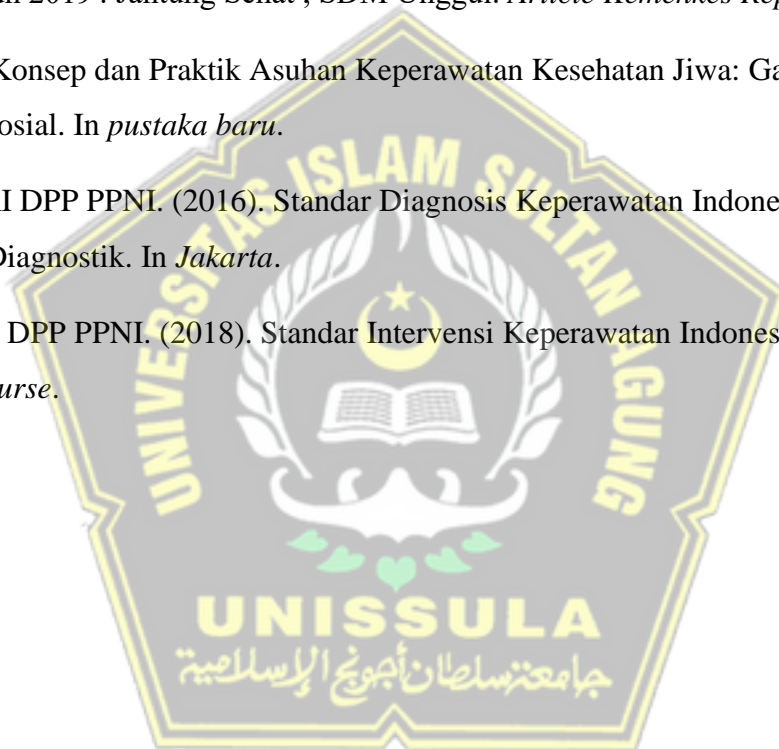 2019 : Jantung Sehat , SDM Unggul. Article Kemenkes Rep
Konsep dan Praktik Asuhan Keperawatan Kesehatan Jiwa: Ga
osial. In pustaka baru.
I DPP PPNI. (2016). Standar Diagnosis Keperawatan Indone
Diagnostik. In Jakarta.
DPP PPNI. (2018). Standar Intervensi Keperawatan Indones
urse.
UNIVERSITAS ISLAM SULTAN AGUNG
UNISSULA
جامعة سلطان أجونج الإسلامية